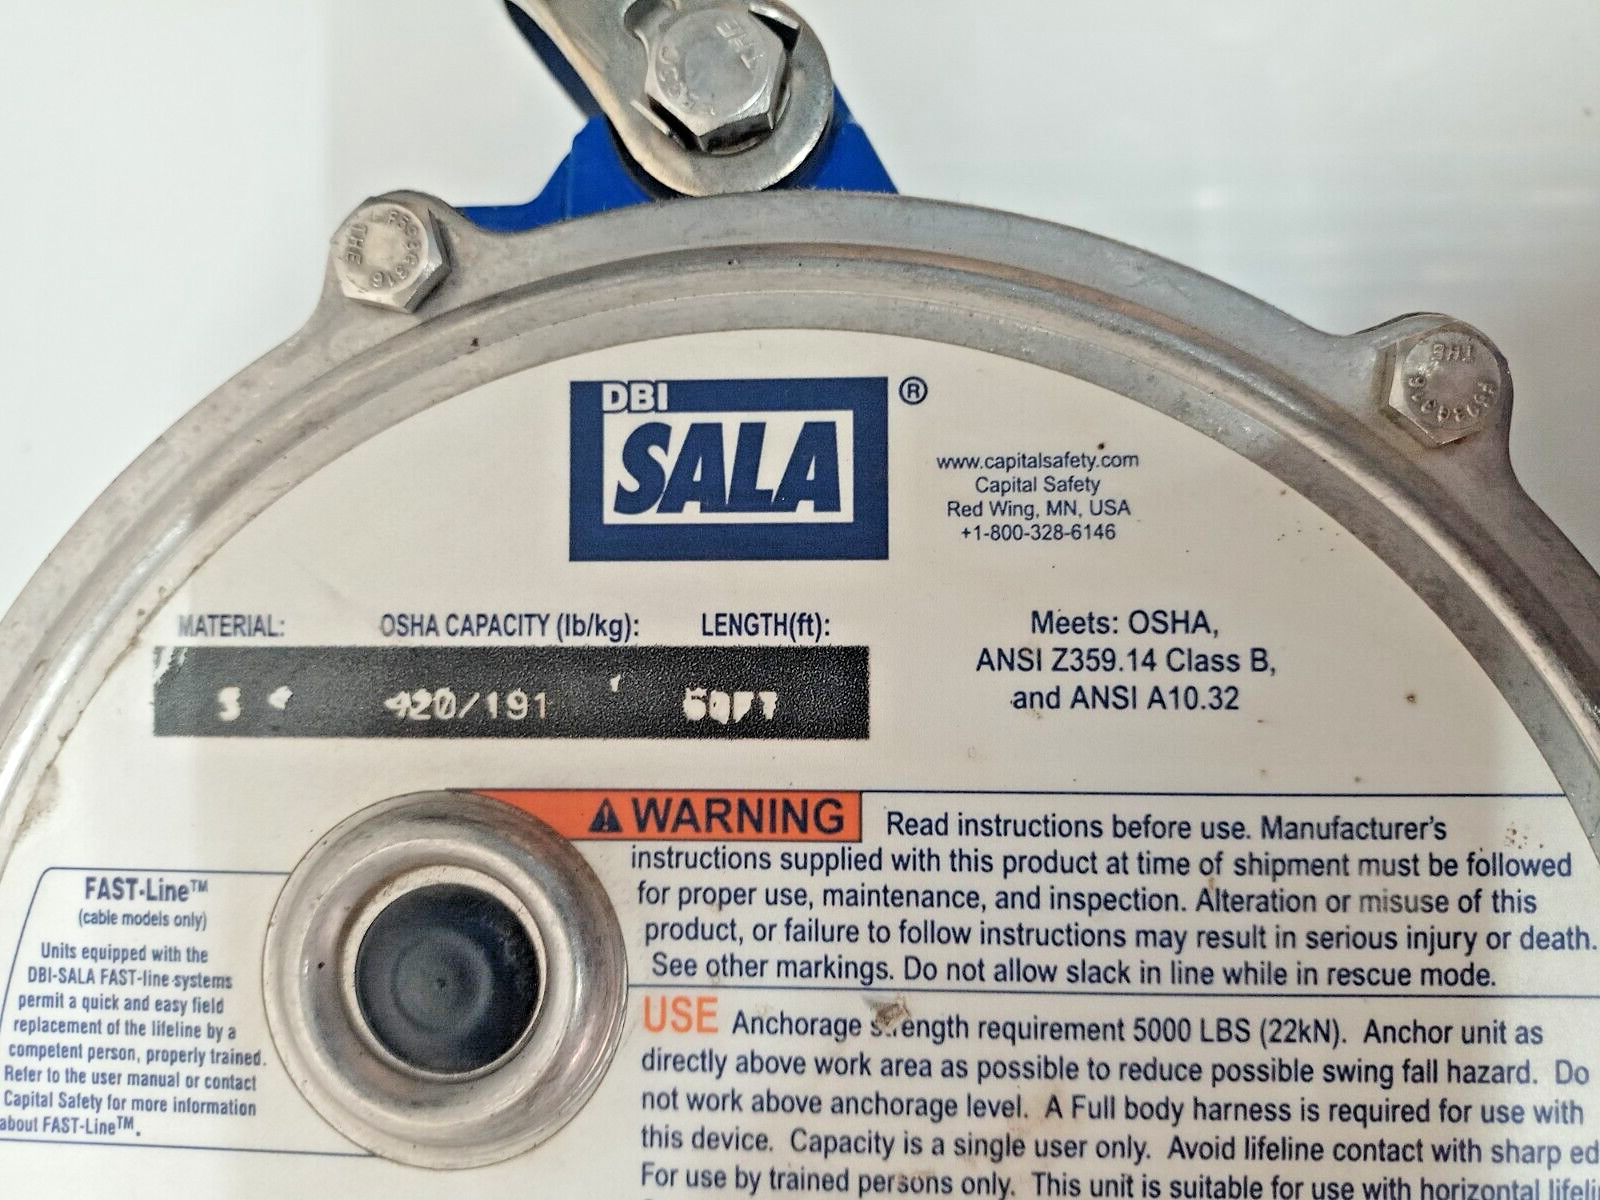 DBI
SALA
®
www.capitalsafety.com
Capital Safety
Red Wing, MN, USA
+1-800-328-6146
MATERIAL: OSHA CAPACITY (lb/kg): LENGTH(ft):
420/191 50FT
Meets: OSHA,
ANSI Z359.14 Class B,
and ANSI A10.32
WARNING
Read instructions before use. Manufacturer's
instructions supplied with this product at time of shipment must be followed
for proper use, maintenance, and inspection. Alteration or misuse of this
product, or failure to follow instructions may result in serious injury or death.
See other markings. Do not allow slack in line while in rescue mode.
USE Anchorage strength requirement 5000 LBS (22kN). Anchor unit as
directly above work area as possible to reduce possible swing fall hazard. Do
not work above anchorage level. A Full body harness is required for use with
this device. Capacity is a single user only. Avoid lifeline contact with sharp ed
For use by trained persons only. This unit is suitable for use with horizontal lifeli
FAST-Line™
(cable models only)
Units equipped with the
DBI-SALA FAST-line systems
permit a quick and easy field
replacement of the lifeline by a
competent person, properly trained.
Refer to the user manual or contact
Capital Safety for more information
about FAST-Line™.
THE
THE
THE